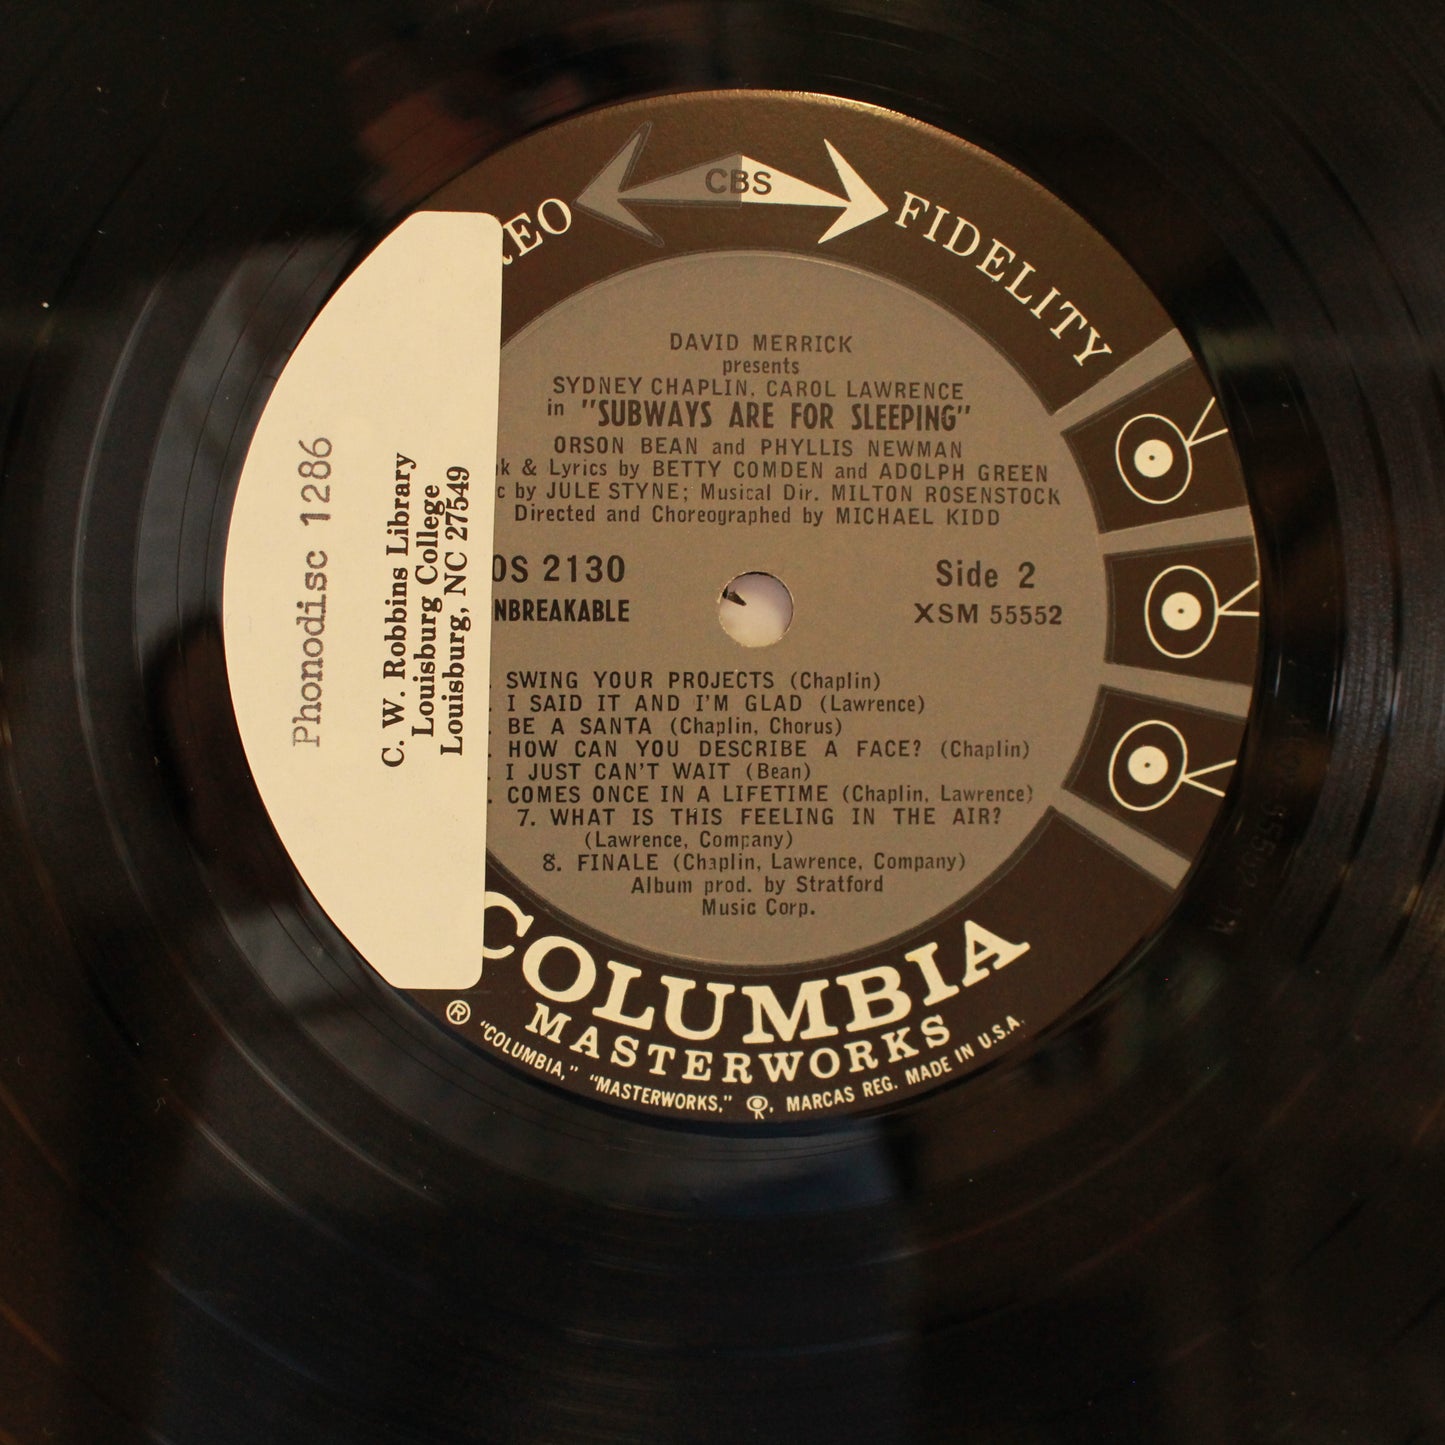 CBS
EO
FIDELITY
DAVID MERRICK
presents
SYDNEY CHAPLIN, CAROL LAWRENCE
in "SUBWAYS ARE FOR SLEEPING"
ORSON BEAN and PHYLLIS NEWMAN
k & Lyrics by BETTY COMDEN and ADOLPH GREEN
c by JULE STYNE; Musical Dir. MILTON ROSENSTOCK
Directed and Choreographed by MICHAEL KIDD
OS 2130
Side 2
NBREAKABLE
XSM 55552
. SWING YOUR PROJECTS (Chaplin)
. I SAID IT AND I'M GLAD (Lawrence)
. BE A SANTA (Chaplin, Chorus)
. HOW CAN YOU DESCRIBE A FACE? (Chaplin)
. I JUST CAN'T WAIT (Bean)
. COMES ONCE IN A LIFETIME (Chaplin, Lawrence)
7. WHAT IS THIS FEELING IN THE AIR?
(Lawrence, Company)
8. FINALE (Chaplin, Lawrence, Company)
Album prod. by Stratford
Music Corp.
COLUMBIA
MASTERWORKS
® "COLUMBIA," "MASTERWORKS," MARCAS REG. MADE IN U.S.A.
Phonodisc 1286
C. W. Robbins Library
Louisburg College
Louisburg, NC 27549